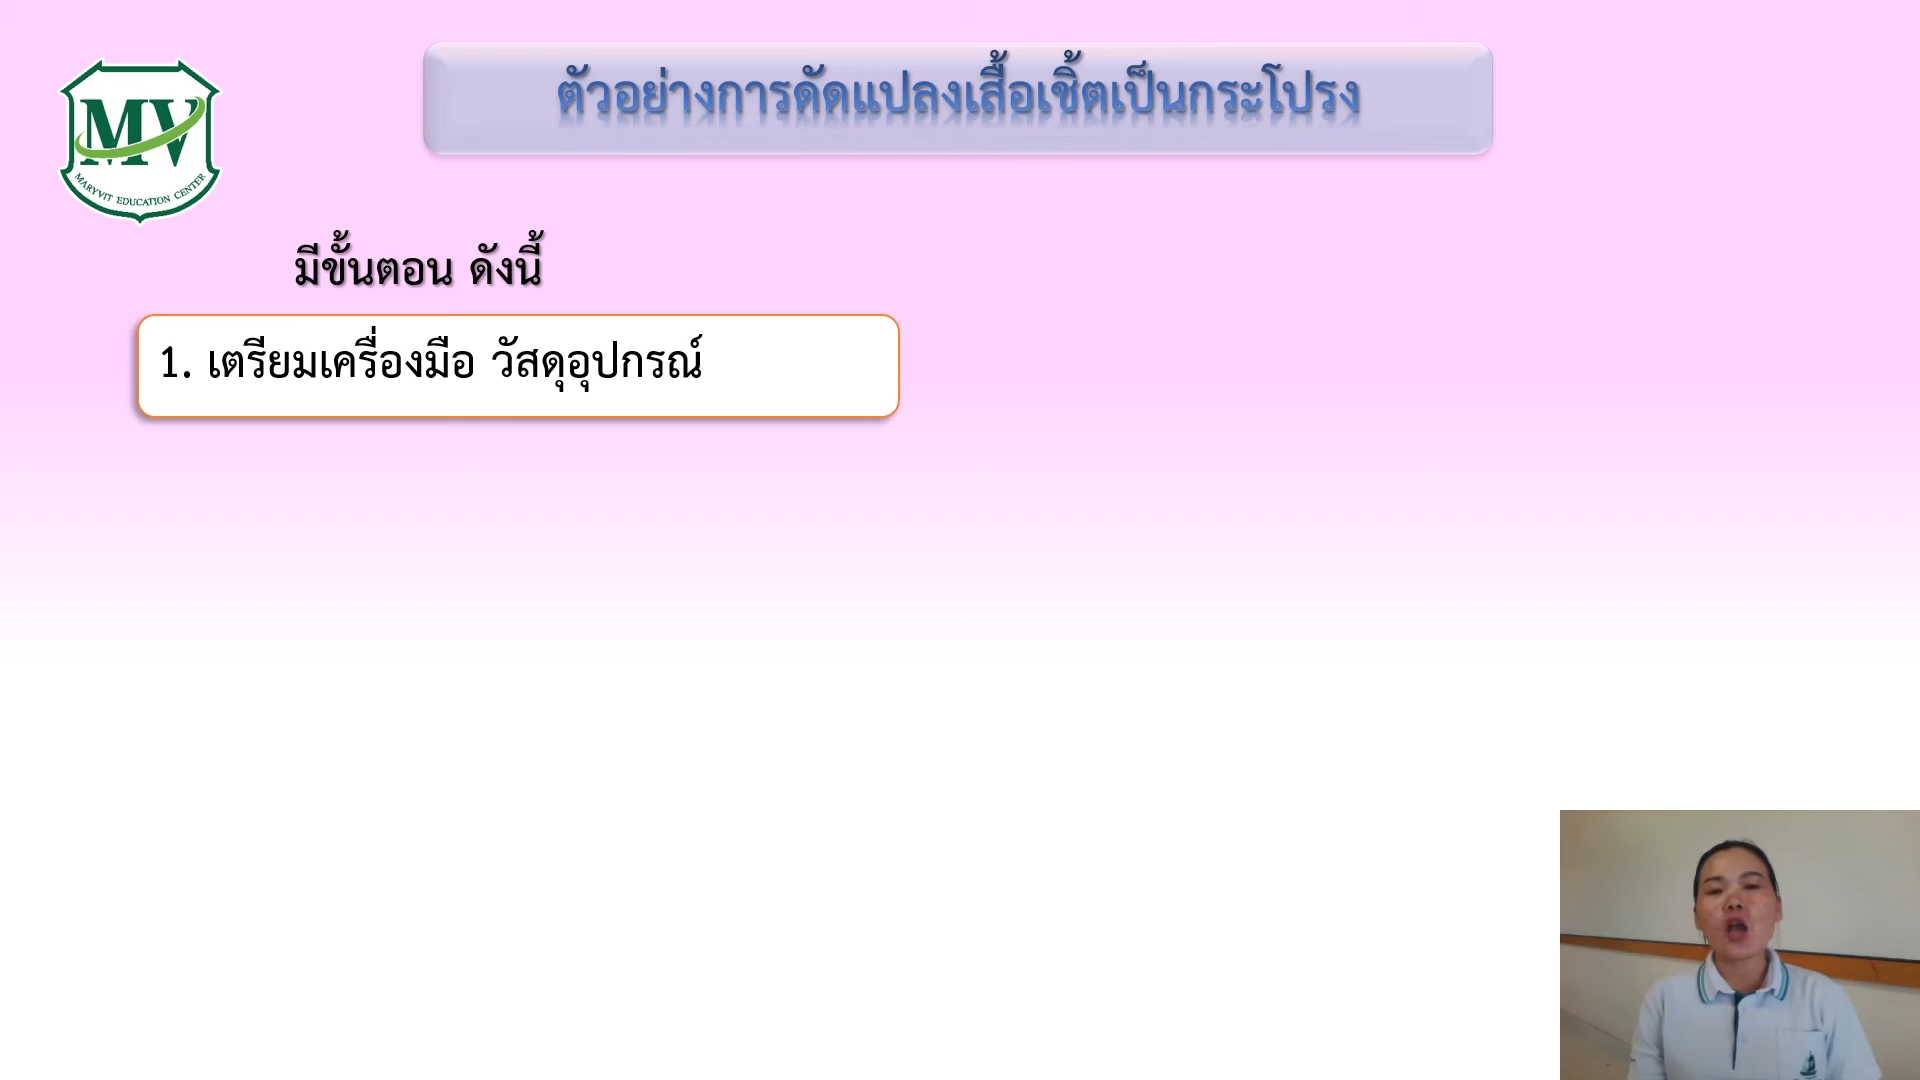 ตัวอย่างการดัดแปลงเสื้อเชิ้ตเป็นกระโปรง
MV
MARYVIT EDUCATION CENTER
มีขั้นตอน ดังนี้
1. เตรียมเครื่องมือ วัสดุอุปกรณ์